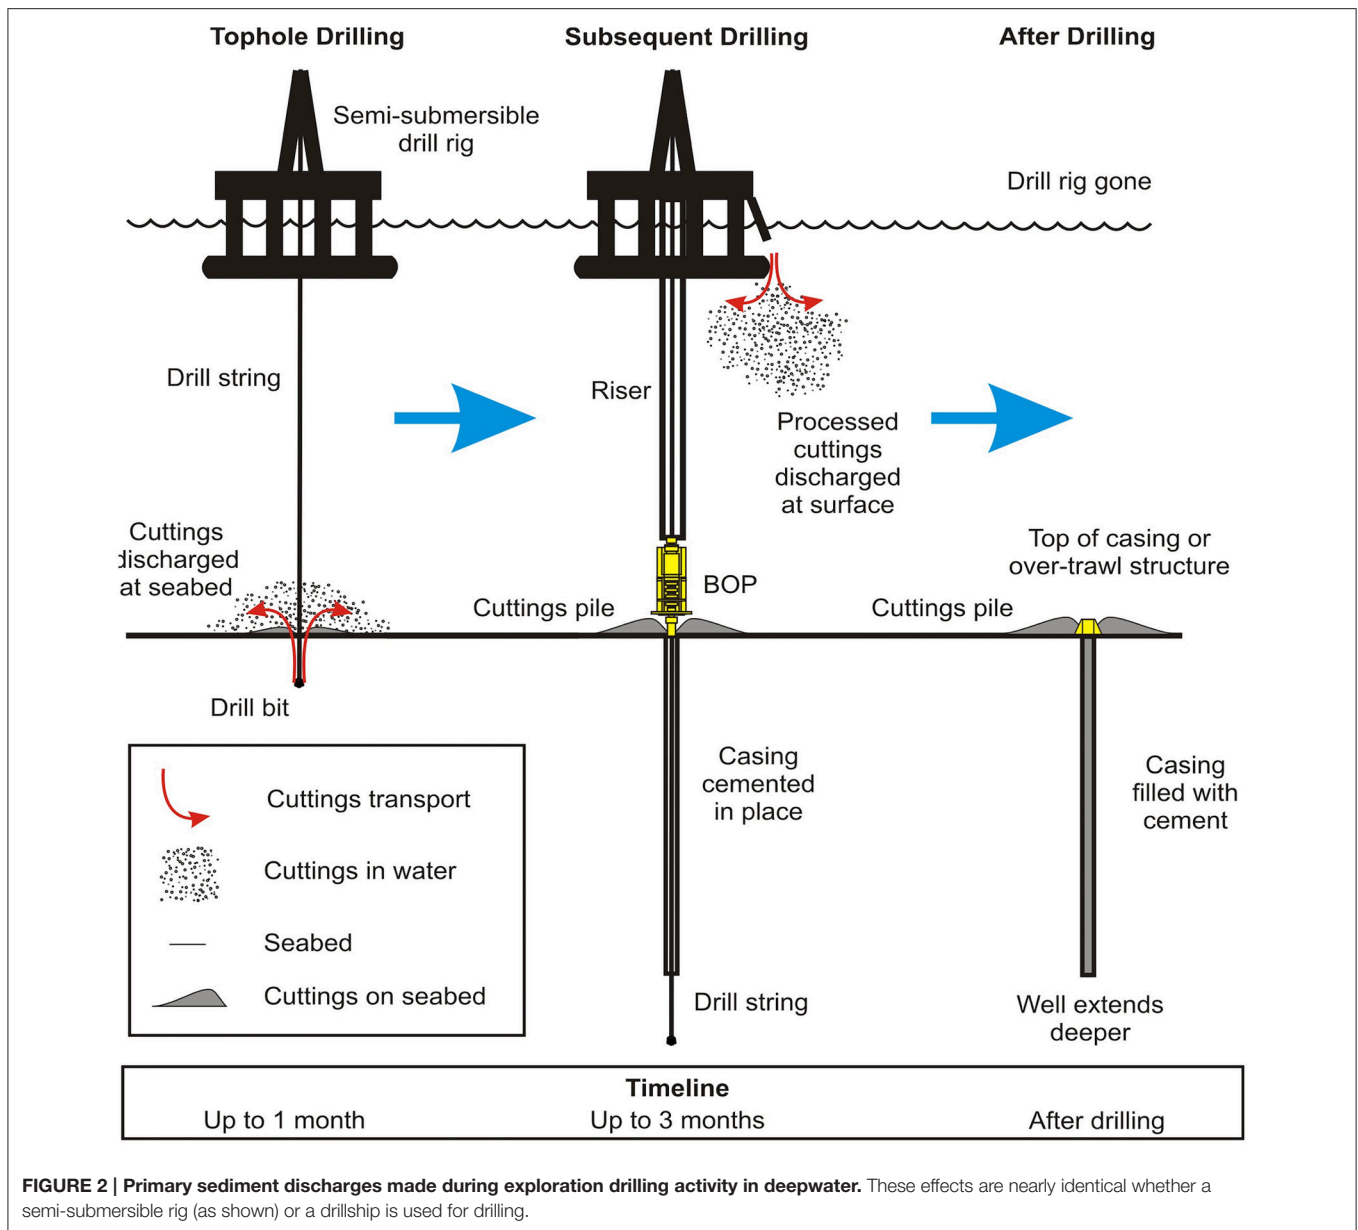 Tophole Drilling
Subsequent Drilling
After Drilling
Semi-submersible
drill rig
Drill rig gone
Drill string
Riser
Processed
cuttings
discharged
at surface
Cuttings
discharged
at seabed
Cuttings pile
BOP
Cuttings pile
Top of casing or
over-trawl structure
Drill bit
Cuttings transport
Cuttings in water
Seabed
Cuttings on seabed
Casing
cemented
in place
Casing
filled with
cement
Drill string
Well extends
deeper
Timeline
Up to 1 month
Up to 3 months
After drilling
FIGURE 2 | Primary sediment discharges made during exploration drilling activity in deepwater. These effects are nearly identical whether a
semi-submersible rig (as shown) or a drillship is used for drilling.